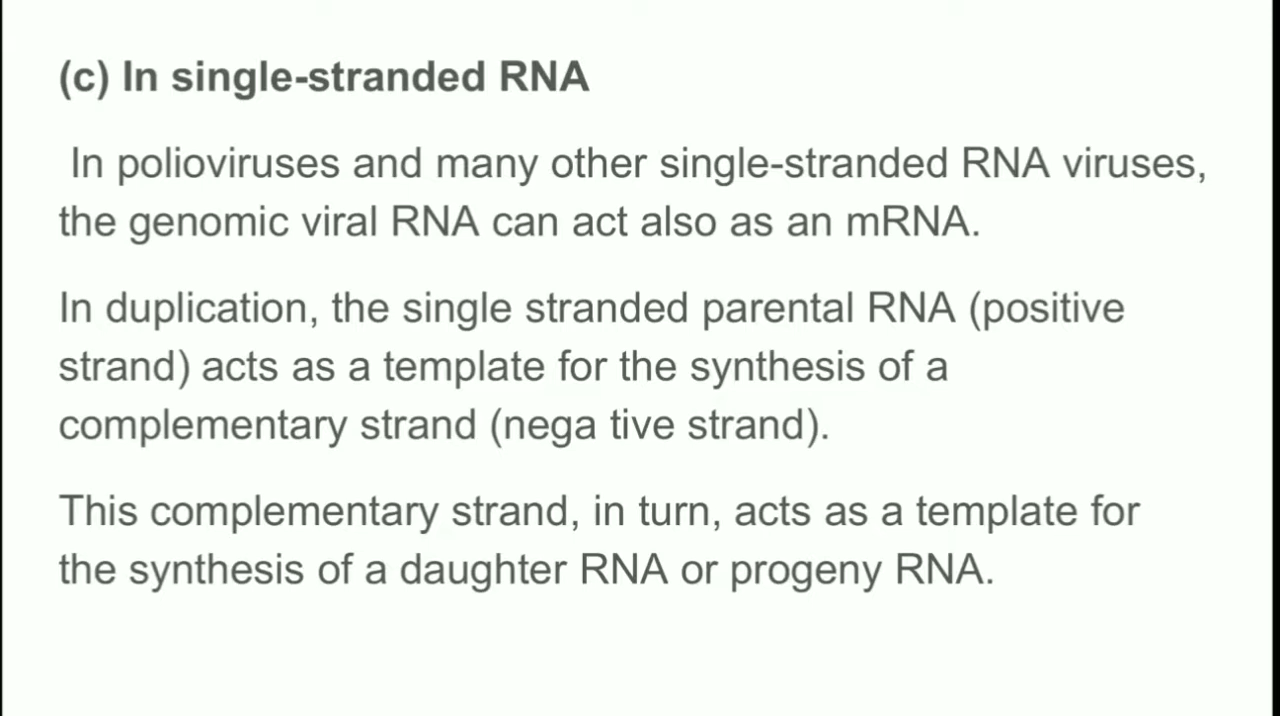 (c) In single-stranded RNA
In polioviruses and many other single-stranded RNA viruses,
the genomic viral RNA can act also as an mRNA.
In duplication, the single stranded parental RNA (positive
strand) acts as a template for the synthesis of a
complementary strand (nega tive strand).
This complementary strand, in turn, acts as a template for
the synthesis of a daughter RNA or progeny RNA.